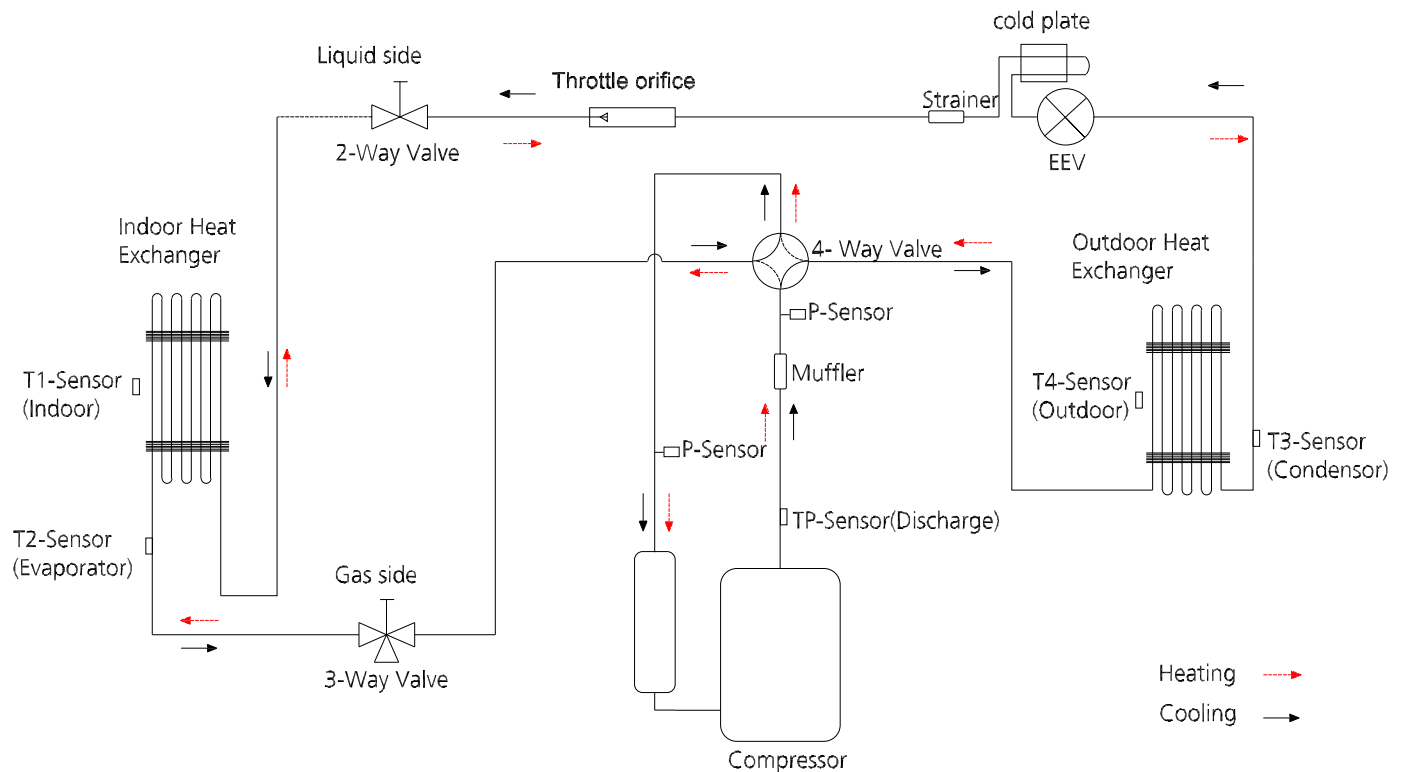 cold plate
Liquid side
Throttle orifice
Strainer
2-Way Valve
EEV
Indoor Heat
Exchanger
4- Way Valve
Outdoor Heat
Exchanger
P-Sensor
T1-Sensor
(Indoor)
Muffler
T4-Sensor
(Outdoor)
P-Sensor
T3-Sensor
(Condensor)
TP-Sensor(Discharge)
T2-Sensor
(Evaporator)
Gas side
3-Way Valve
Compressor
Heating
Cooling